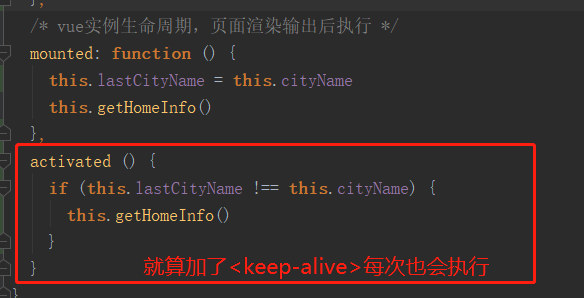 },
/* vue实例生命周期，页面渲染输出后执行 */
mounted: function () {
this.lastCityName = this.cityName
this.getHomeInfo()
},
activated () {
if (this.lastCityName !== this.cityName) {
this.getHomeInfo()
}
}
就算加了<keep-alive>每次也会执行
}